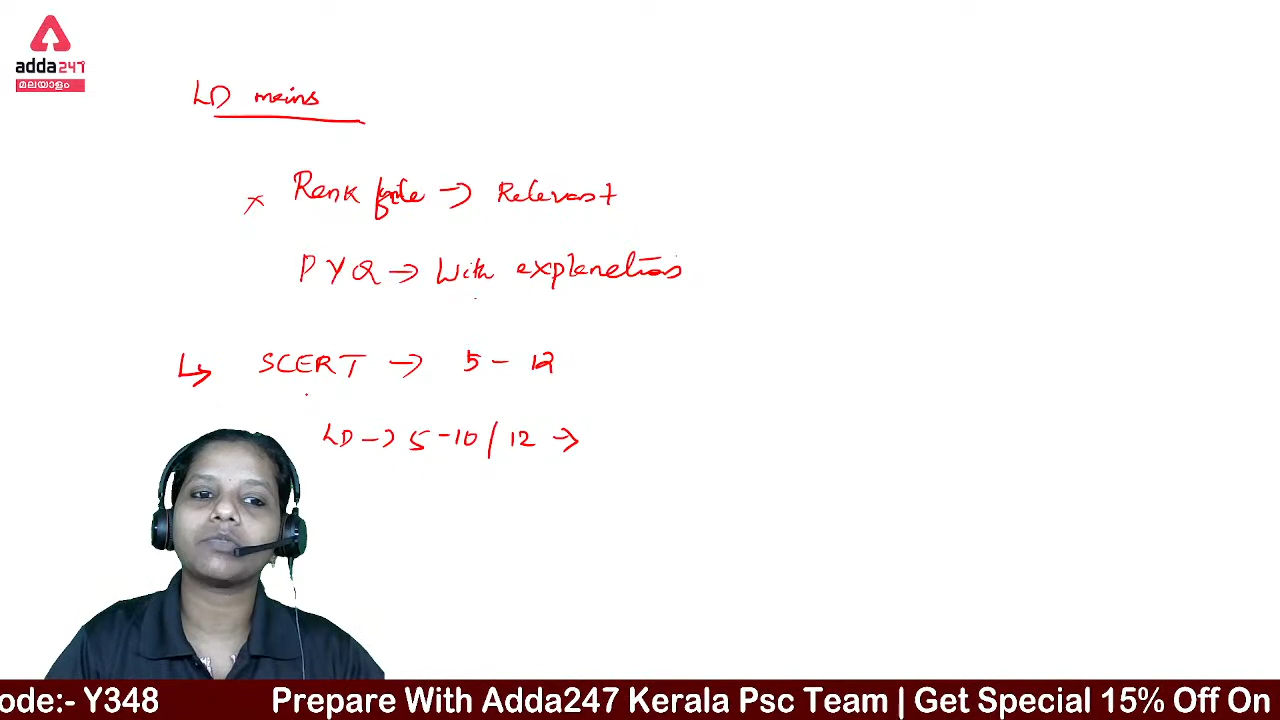 adda247
മലയാളം
LD mains
x Rank file → Relevant
PYQ → With explanations
↳ SCERT → 5 - 12
LD → 5-10/12 →
ode:- Y348 Prepare With Adda247 Kerala Psc Team | Get Special 15% Off On